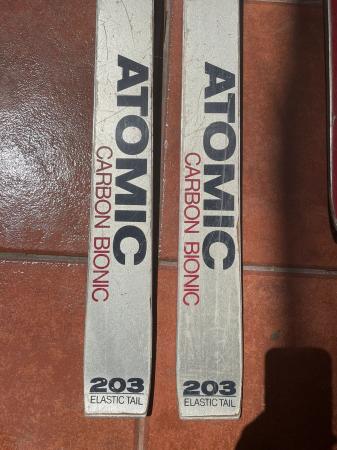 ATOMIC
CARBON BIONIC
203
ELASTIC TAIL
ATOMIC
CARBON BIONIC
203
ELASTIC TAIL